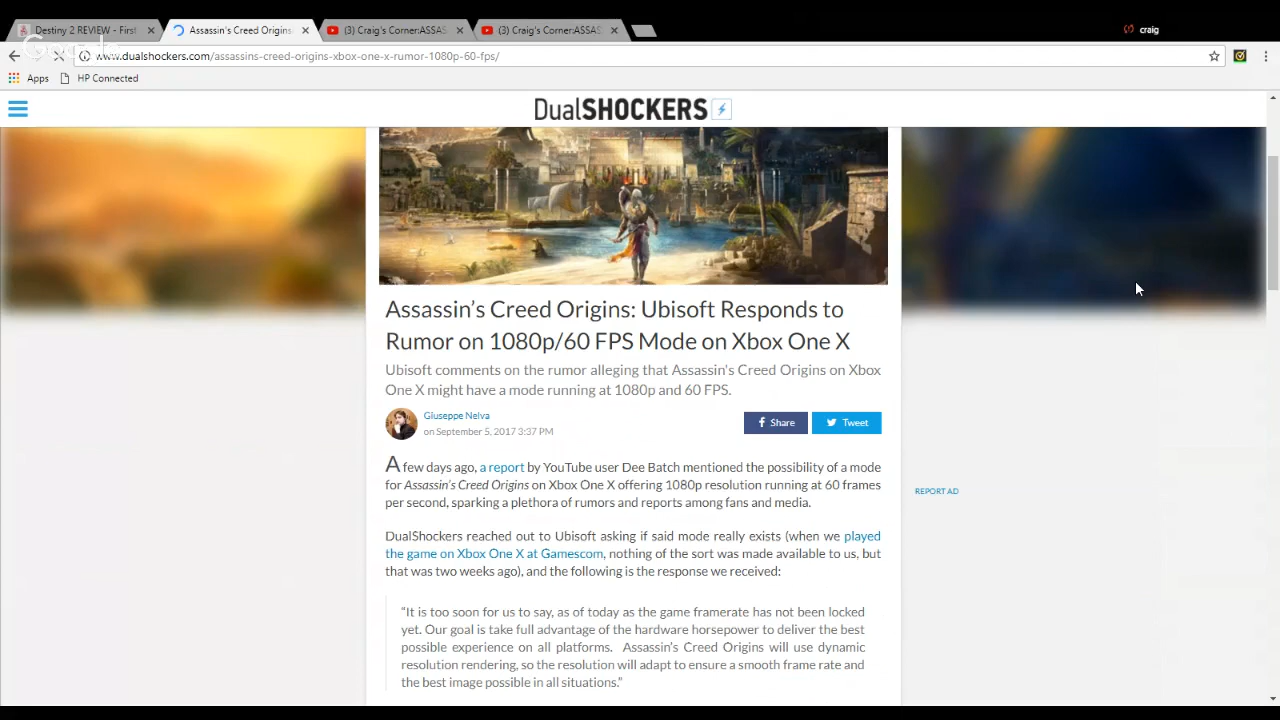 Destiny 2 REVIEW - First
Assassin's Creed Origins
(3) Craig's Corner:ASSAS
(3) Craig's Corner:ASSAS
craig
Google
www.dualshockers.com/assassins-creed-origins-xbox-one-x-rumor-1080p-60-fps/
Apps
HP Connected
DualSHOCKERS
Assassin’s Creed Origins: Ubisoft Responds to
Rumor on 1080p/60 FPS Mode on Xbox One X
Ubisoft comments on the rumor alleging that Assassin's Creed Origins on Xbox
One X might have a mode running at 1080p and 60 FPS.
Giuseppe Nelva
on September 5, 2017 3:37 PM
Share
Tweet
A few days ago, a report by YouTube user Dee Batch mentioned the possibility of a mode
for Assassin's Creed Origins on Xbox One X offering 1080p resolution running at 60 frames
per second, sparking a plethora of rumors and reports among fans and media.
REPORT AD
DualShockers reached out to Ubisoft asking if said mode really exists (when we played
the game on Xbox One X at Gamescom, nothing of the sort was made available to us, but
that was two weeks ago), and the following is the response we received:
“It is too soon for us to say, as of today as the game framerate has not been locked
yet. Our goal is take full advantage of the hardware horsepower to deliver the best
possible experience on all platforms. Assassin's Creed Origins will use dynamic
resolution rendering, so the resolution will adapt to ensure a smooth frame rate and
the best image possible in all situations.”